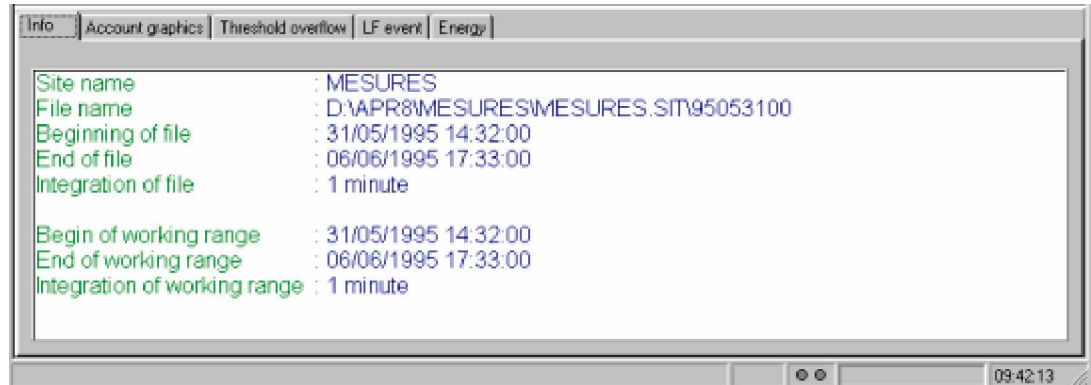 Info Account graphics Threshold overflow LF event Energy
Site name : MESURES
File name : D:\APR8\MESURES\MESURES.SIT\95053100
Beginning of file : 31/05/1995 14:32:00
End of file : 06/06/1995 17:33:00
Integration of file : 1 minute
Begin of working range : 31/05/1995 14:32:00
End of working range : 06/06/1995 17:33:00
Integration of working range : 1 minute
09:42:13